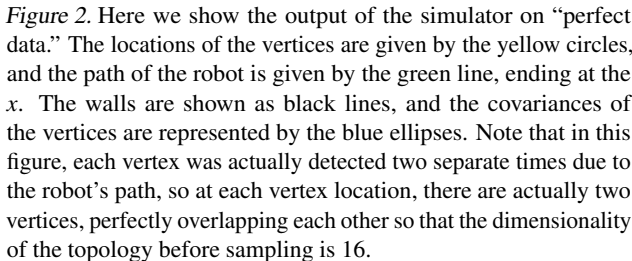 Figure 2. Here we show the output of the simulator on “perfect
data.” The locations of the vertices are given by the yellow circles,
and the path of the robot is given by the green line, ending at the
x. The walls are shown as black lines, and the covariances of
the vertices are represented by the blue ellipses. Note that in this
figure, each vertex was actually detected two separate times due to
the robot’s path, so at each vertex location, there are actually two
vertices, perfectly overlapping each other so that the dimensionality
of the topology before sampling is 16.